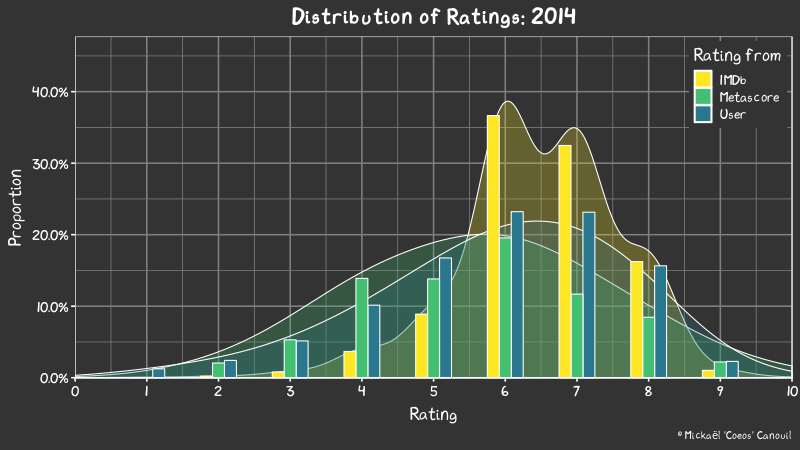 Distribution of Ratings: 2014
Rating from
IMDb
Metascore
User
Proportion
40.0%
30.0%
20.0%
10.0%
0.0%
0 1 2 3 4 5 6 7 8 9 10
Rating
© Mickaël 'Coeos' Canouil